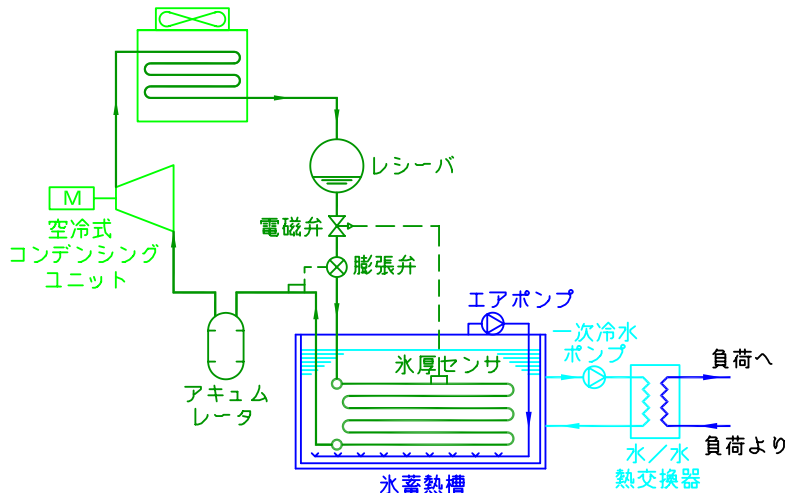 M
空冷式
コンデンシング
ユニット
レシーバ
電磁弁
膨張弁
アキュム
レータ
エアポンプ
氷厚センサ
一次冷水
ポンプ
負荷へ
負荷より
水／水
熱交換器
氷蓄熱槽